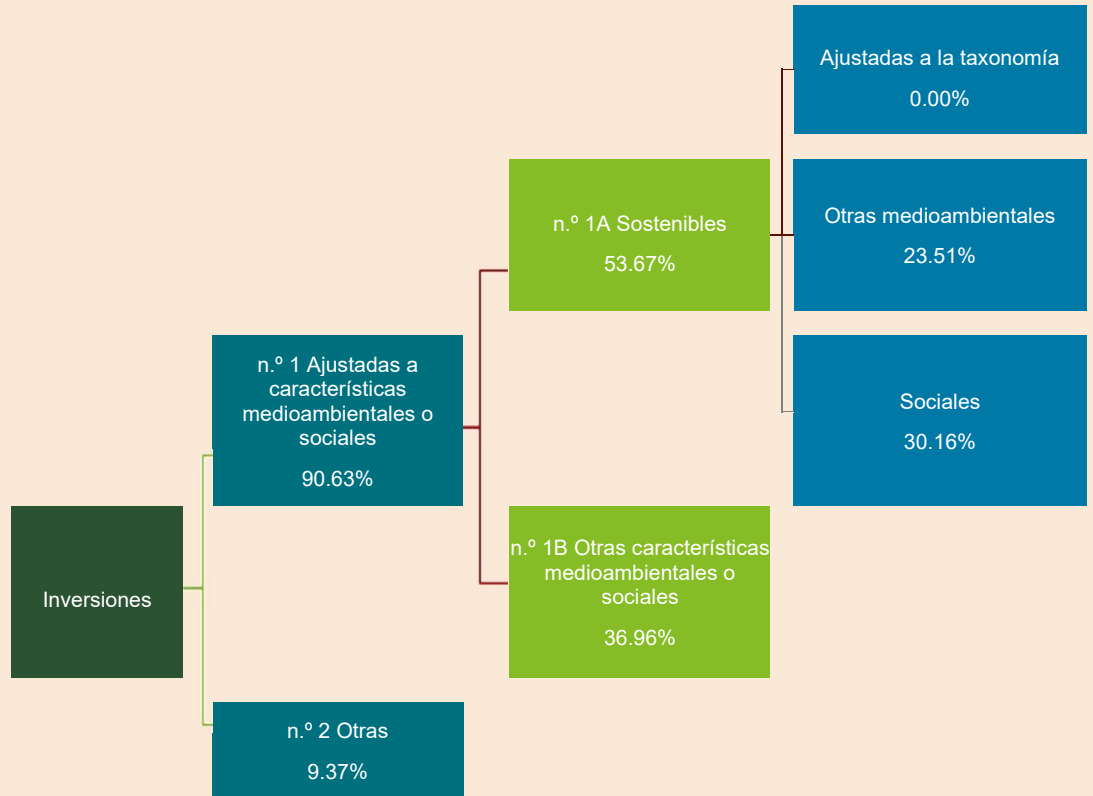 Ajustadas a la taxonomía
0.00%
n.º 1A Sostenibles
53.67%
Otras medioambientales
23.51%
n.º 1 Ajustadas a
características
medioambientales o
sociales
90.63%
Sociales
30.16%
Inversiones
n.º 1B Otras características
medioambientales o
sociales
36.96%
n.º 2 Otras
9.37%